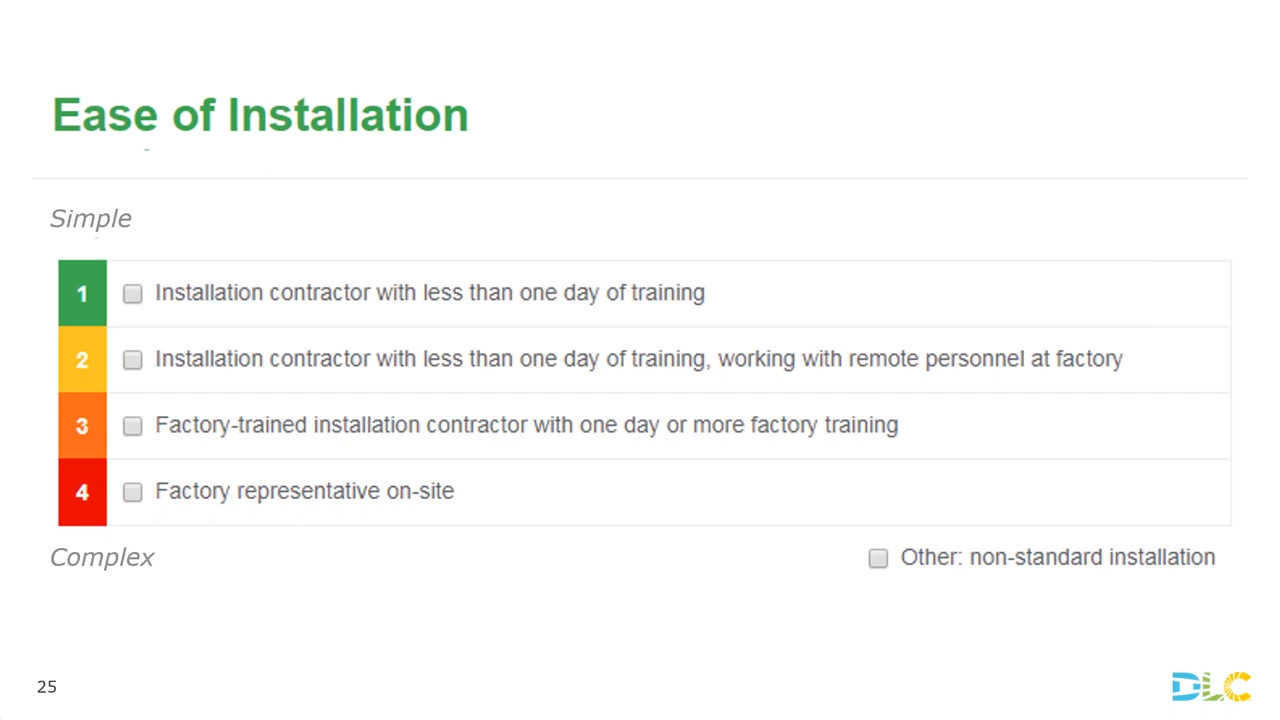 Ease of Installation
Simple
1 Installation contractor with less than one day of training
2 Installation contractor with less than one day of training, working with remote personnel at factory
3 Factory-trained installation contractor with one day or more factory training
4 Factory representative on-site
Complex
Other: non-standard installation
25
DLC